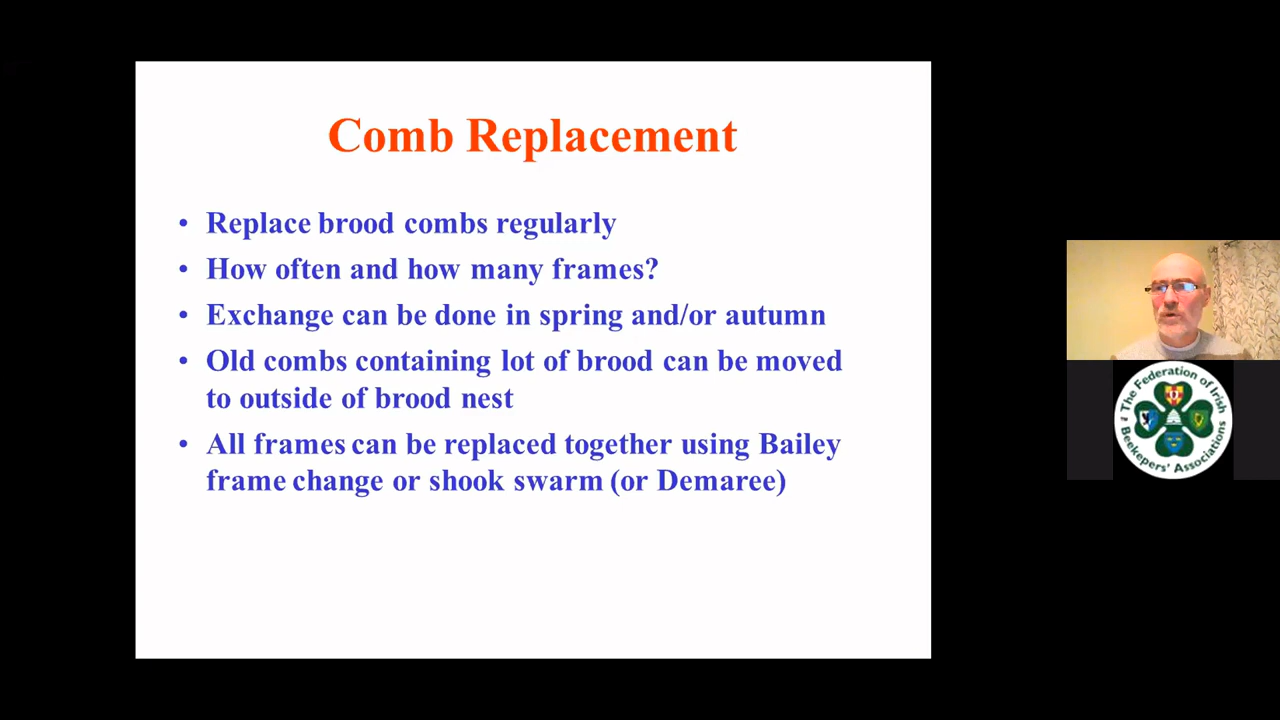 Comb Replacement
• Replace brood combs regularly
• How often and how many frames?
• Exchange can be done in spring and/or autumn
• Old combs containing lot of brood can be moved
to outside of brood nest
• All frames can be replaced together using Bailey
frame change or shook swarm (or Demaree)
The Federation of Irish
Beekepers' Associations